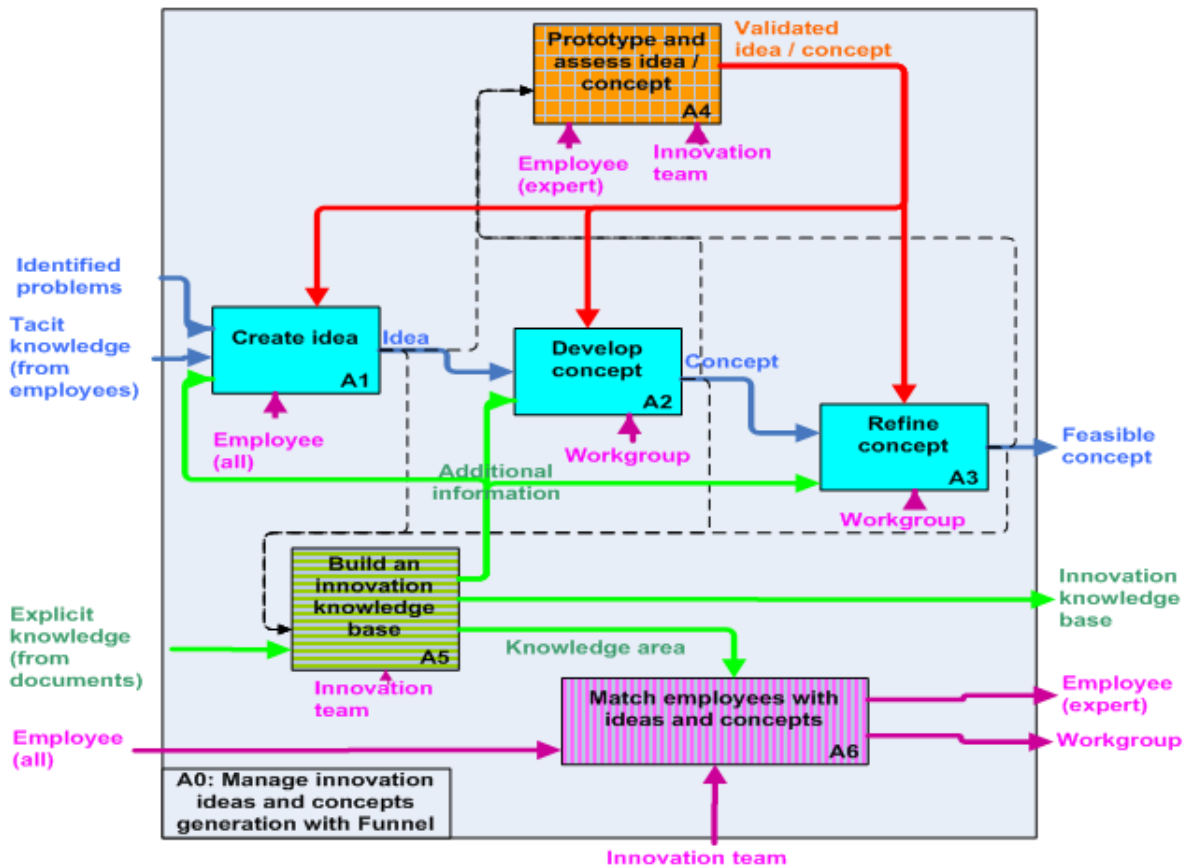 Prototype and
assess idea /
concept
A4
Validated
idea / concept
Employee
(expert)
Innovation
team
Identified
problems
Tacit
knowledge
(from
employees)
Create idea
A1
Idea
Employee
(all)
Develop
concept
A2
Concept
Workgroup
Refine
concept
A3
Workgroup
Feasible
concept
Additional
information
Build an
innovation
knowledge
base
A5
Innovation
team
Explicit
knowledge
(from
documents)
Innovation
knowledge
base
Knowledge area
Match employees with
ideas and concepts
A6
Employee
(all)
Employee
(expert)
Workgroup
A0: Manage innovation
ideas and concepts
generation with Funnel
Innovation team